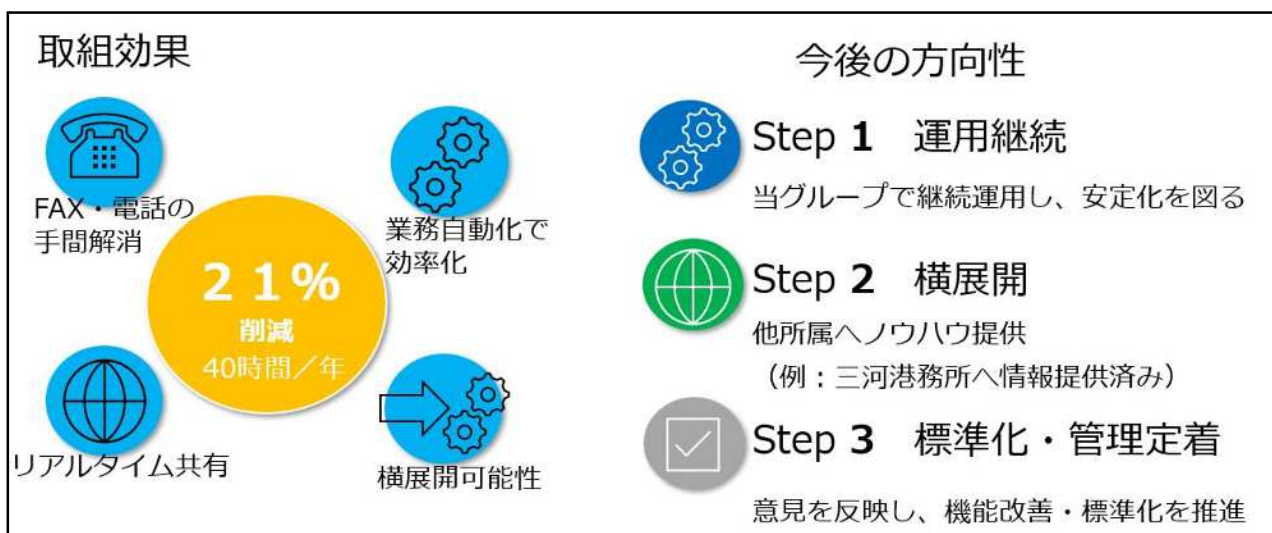 取組効果
FAX・電話の
手間解消
業務自動化で
効率化
２１%
削減
40時間／年
リアルタイム共有
横展開可能性
今後の方向性
Step 1　運用継続
当グループで継続運用し、安定化を図る
Step 2　横展開
他所属へノウハウ提供
（例：三河港務所へ情報提供済み）
Step 3　標準化・管理定着
意見を反映し、機能改善・標準化を推進